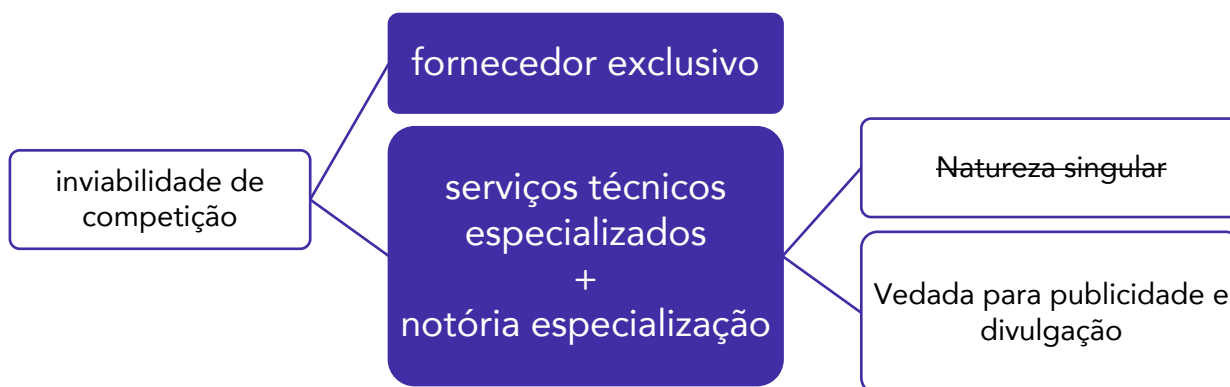 inviabilidade de
competição
fornecedor exclusivo
serviços técnicos
especializados
+
notória especialização
Natureza singular
Vedada para publicidade e
divulgação